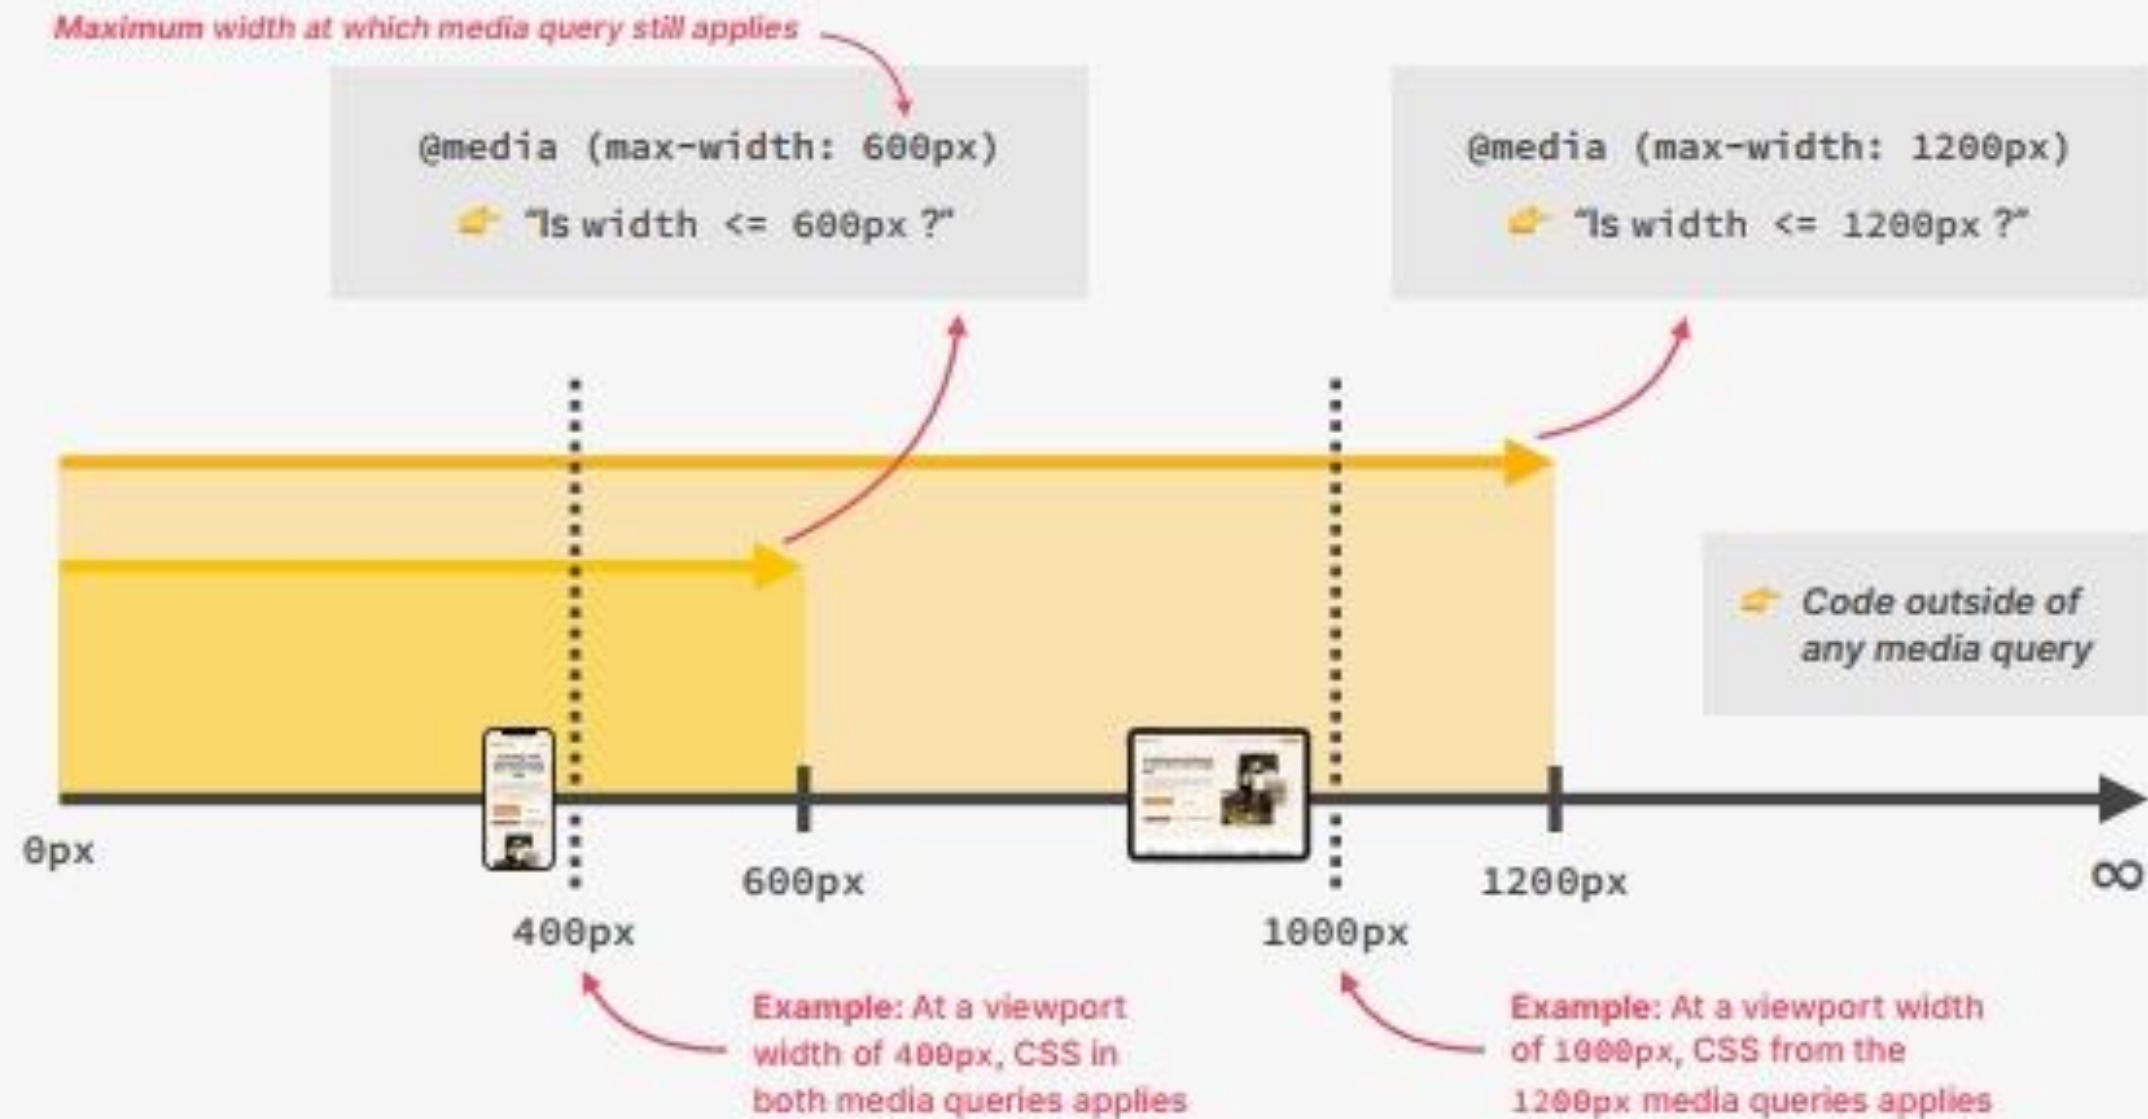 Maximum width at which media query still applies
@media (max-width: 600px)
👉 “Is width <= 600px ?”
@media (max-width: 1200px)
👉 “Is width <= 1200px ?”
👉 Code outside of
any media query
0px
400px
600px
1000px
1200px
∞
Example: At a viewport
width of 400px, CSS in
both media queries applies
Example: At a viewport width
of 1000px, CSS from the
1200px media queries applies